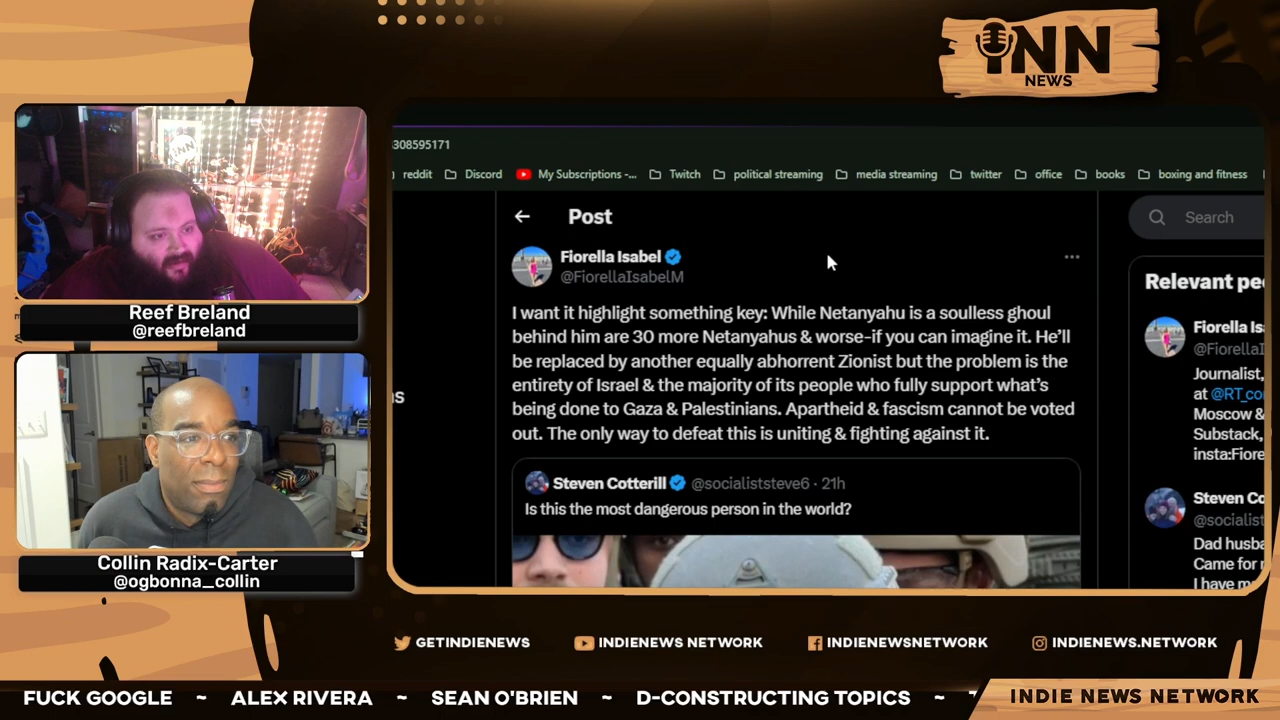 INN
NEWS
308595171
reddit
Discord
My Subscriptions -...
Twitch
political streaming
media streaming
twitter
office
books
boxing and fitness
Post
Search
Fiorella Isabel
@FiorellaIsabelM
I want it highlight something key: While Netanyahu is a soulless ghoul
behind him are 30 more Netanyahus & worse-if you can imagine it. He'll
be replaced by another equally abhorrent Zionist but the problem is the
entirety of Israel & the majority of its people who fully support what's
being done to Gaza & Palestinians. Apartheid & fascism cannot be voted
out. The only way to defeat this is uniting & fighting against it.
Steven Cotterill @socialiststeve6 · 21h
Is this the most dangerous person in the world?
Relevant pe
Fiorella Is
@Fiorella
Journalist,
at @RT_co
Moscow &
Substack,
insta:Fiore
Steven Co
@socialist
Dad husba
Came for
I have m
Reef Breland
@reefbreland
Collin Radix-Carter
@ogbonna_collin
GETINDIENEWS
INDIENEWS NETWORK
INDIENEWSNETWORK
INDIENEWS.NETWORK
FUCK GOOGLE ~ ALEX RIVERA ~ SEAN O'BRIEN ~ D-CONSTRUCTING TOPICS ~
INDIE NEWS NETWORK